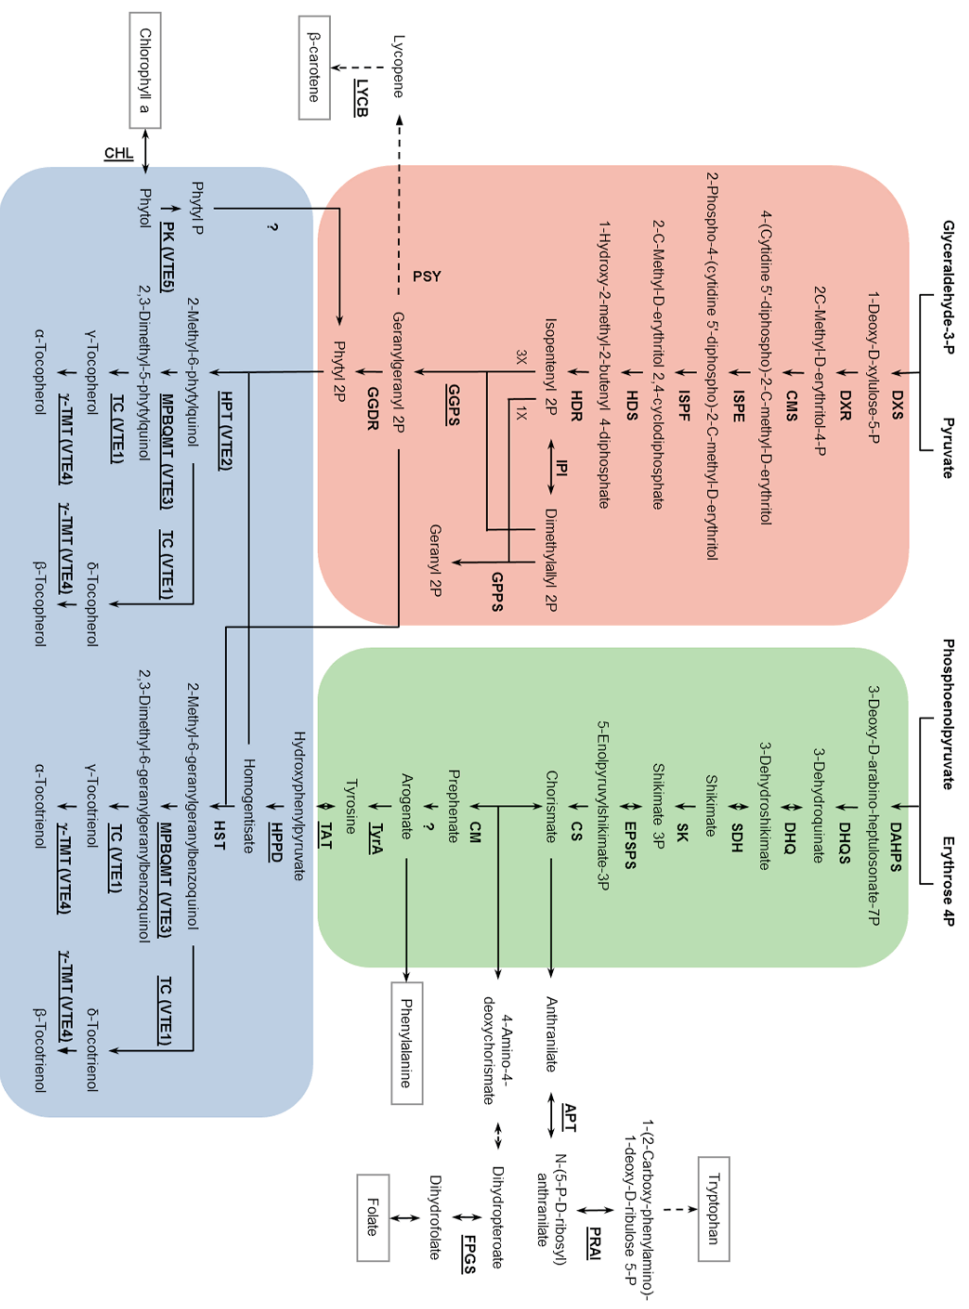 Glyceraldehyde-3-P
Pyruvate
DXS
1-Deoxy-D-xylulose-5-P
DXR
2C-Methyl-D-erythritol-4-P
CMS
4-(Cytidine 5'-diphospho)-2-C-methyl-D-erythritol
ISPE
2-Phospho-4-(cytidine 5'-diphospho)-2-C-methyl-D-erythritol
ISPF
2-C-Methyl-D-erythritol 2,4-cyclodiphosphate
HDS
1-Hydroxy-2-methyl-2-butenyl 4-diphosphate
HDR
Isopentenyl 2P
IPI
Dimethylallyl 2P
3X
1X
GPPS
GGPS
Geranyl 2P
PSY
Geranylgeranyl 2P
Lycopene
LYCB
β-carotene
GGDR
Phytyl 2P
Phosphoenolpyruvate
Erythrose 4P
DAHPS
3-Deoxy-D-arabino-heptulosonate-7P
DHQS
3-Dehydroquinate
DHQ
3-Dehydroshikimate
SDH
Shikimate
SK
Shikimate 3P
EPSPS
5-Enolpyruvylshikimate-3P
CS
Chorismate
CM
Prephenate
?
Arogenate
TyrA
Tyrosine
TAT
Anthranilate
APT
N-(5-P-D-ribosyl)
anthranilate
PRAI
1-(2-Carboxy-phenylamino)-
1-deoxy-D-ribulose 5-P
Tryptophan
4-Amino-4-
deoxychorismate
Dihydropteroate
FPGS
Dihydrofolate
Folate
Phenylalanine
Hydroxyphenylpyruvate
HPPD
Homogentisate
HST
?
Phytyl P
PK (VTE5)
Phytol
CHL
Chlorophyll a
HPT (VTE2)
2-Methyl-6-phytylquinol
MPBQMT (VTE3)
TC (VTE1)
2,3-Dimethyl-5-phytylquinol
TC (VTE1)
γ-Tocopherol
δ-Tocopherol
γ-TMT (VTE4)
γ-TMT (VTE4)
α-Tocopherol
β-Tocopherol
2-Methyl-6-geranylgeranylbenzoquinol
MPBQMT (VTE3)
TC (VTE1)
2,3-Dimethyl-6-geranylgeranylbenzoquinol
TC (VTE1)
γ-Tocotrienol
δ-Tocotrienol
γ-TMT (VTE4)
γ-TMT (VTE4)
α-Tocotrienol
β-Tocotrienol